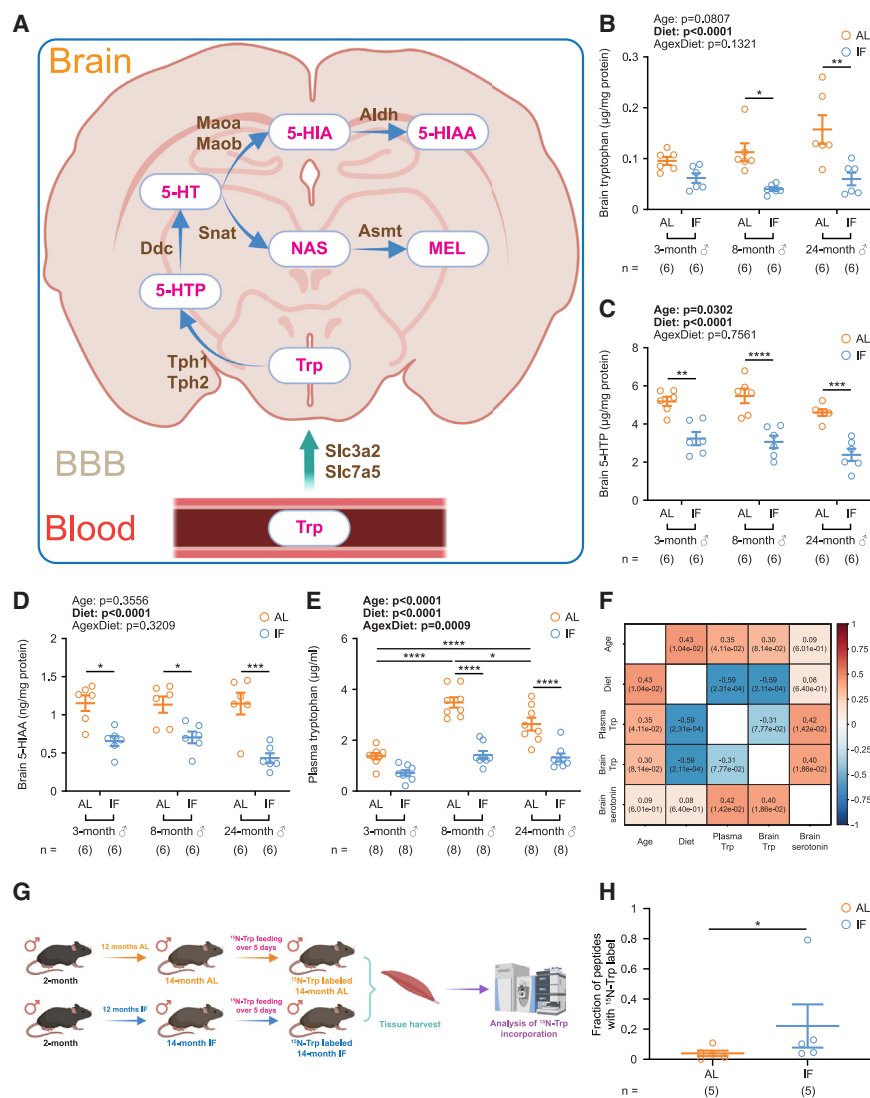 A
Brain
Maoa
Maob
5-HIA
Aldh
5-HIAA
5-HT
Ddc
Snat
NAS
Asmt
MEL
5-HTP
Tph1
Tph2
Trp
BBB
Slc3a2
Slc7a5
Blood
Trp
B
Age: p=0.0807
Diet: p<0.0001
AgexDiet: p=0.1321
AL
IF
Brain tryptophan (µg/mg protein)
0.3
0.2
0.1
0
*
**
AL IF AL IF AL IF
3-month ♂ 8-month ♂ 24-month ♂
n = (6) (6) (6) (6) (6) (6)
C
Age: p=0.0302
Diet: p<0.0001
AgexDiet: p=0.7561
AL
IF
Brain 5-HTP (µg/mg protein)
10
8
6
4
2
0
**
****
***
AL IF AL IF AL IF
3-month ♂ 8-month ♂ 24-month ♂
n = (6) (6) (6) (6) (6) (6)
D
Age: p=0.3556
Diet: p<0.0001
AgexDiet: p=0.3209
AL
IF
Brain 5-HIAA (ng/mg protein)
2
1.5
1
0.5
0
*
*
***
AL IF AL IF AL IF
3-month ♂ 8-month ♂ 24-month ♂
n = (6) (6) (6) (6) (6) (6)
E
Age: p<0.0001
Diet: p<0.0001
AgexDiet: p=0.0009
AL
IF
Plasma tryptophan (µg/ml)
6
4
2
0
****
**** *
**** ****
AL IF AL IF AL IF
3-month ♂ 8-month ♂ 24-month ♂
(8) (8) (8) (8) (8) (8)
n =
F
Age
0.43 0.35 0.30 0.09
(1.04e-02) (4.11e-02) (8.14e-02) (6.01e-01)
Diet
0.43 -0.59 -0.59 0.08
(1.04e-02) (2.31e-04) (2.11e-04) (6.40e-01)
Plasma
Trp
0.35 -0.59 -0.31 0.42
(4.11e-02) (2.31e-04) (7.77e-02) (1.42e-02)
Brain
Trp
0.30 -0.59 -0.31 0.40
(8.14e-02) (2.11e-04) (7.77e-02) (1.86e-02)
Brain
serotonin
0.09 0.08 0.42 0.40
(6.01e-01) (6.40e-01) (1.42e-02) (1.86e-02)
Age Diet Plasma Brain Brain
Trp Trp serotonin
1
0.75
0.50
0.25
0
-0.25
-0.5
-0.75
-1
G
♂ 12 months AL ♂ ¹⁵N-Trp feeding ♂
over 5 days
2-month 14-month AL ¹⁵N-Trp labeled
14-month AL
♂ 12 months IF ♂ ¹⁵N-Trp feeding ♂
over 5 days
2-month 14-month IF ¹⁵N-Trp labeled
14-month IF
Tissue harvest
Analysis of ¹⁵N-Trp
incorporation
H
AL
IF
Fraction of peptides
with ¹⁵N-Trp label
1
0.8
0.6
0.4
0.2
0
*
AL IF
n = (5) (5)